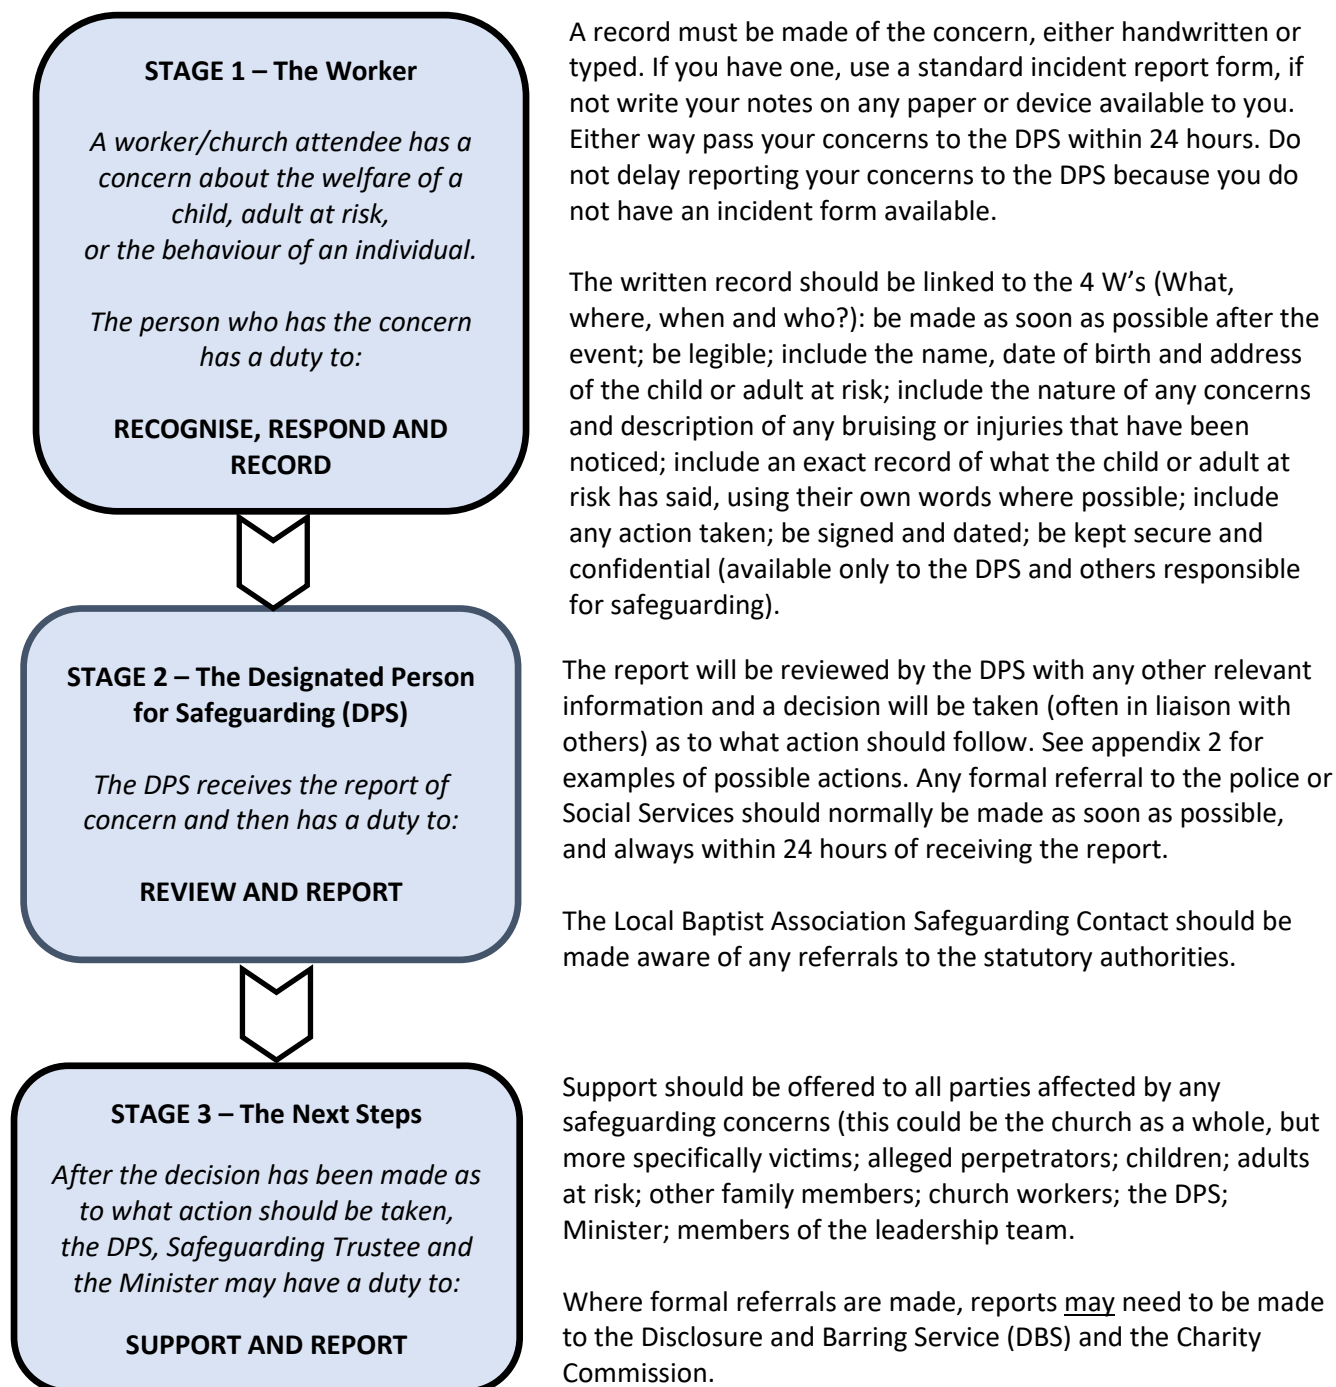 STAGE 1 – The Worker
A worker/church attendee has a
concern about the welfare of a
child, adult at risk,
or the behaviour of an individual.
The person who has the concern
has a duty to:
RECOGNISE, RESPOND AND
RECORD
A record must be made of the concern, either handwritten or
typed. If you have one, use a standard incident report form, if
not write your notes on any paper or device available to you.
Either way pass your concerns to the DPS within 24 hours. Do
not delay reporting your concerns to the DPS because you do
not have an incident form available.
The written record should be linked to the 4 W’s (What,
where, when and who?): be made as soon as possible after the
event; be legible; include the name, date of birth and address
of the child or adult at risk; include the nature of any concerns
and description of any bruising or injuries that have been
noticed; include an exact record of what the child or adult at
risk has said, using their own words where possible; include
any action taken; be signed and dated; be kept secure and
confidential (available only to the DPS and others responsible
for safeguarding).
STAGE 2 – The Designated Person
for Safeguarding (DPS)
The DPS receives the report of
concern and then has a duty to:
REVIEW AND REPORT
The report will be reviewed by the DPS with any other relevant
information and a decision will be taken (often in liaison with
others) as to what action should follow. See appendix 2 for
examples of possible actions. Any formal referral to the police or
Social Services should normally be made as soon as possible,
and always within 24 hours of receiving the report.
The Local Baptist Association Safeguarding Contact should be
made aware of any referrals to the statutory authorities.
STAGE 3 – The Next Steps
After the decision has been made as
to what action should be taken,
the DPS, Safeguarding Trustee and
the Minister may have a duty to:
SUPPORT AND REPORT
Support should be offered to all parties affected by any
safeguarding concerns (this could be the church as a whole, but
more specifically victims; alleged perpetrators; children; adults
at risk; other family members; church workers; the DPS;
Minister; members of the leadership team.
Where formal referrals are made, reports may need to be made
to the Disclosure and Barring Service (DBS) and the Charity
Commission.